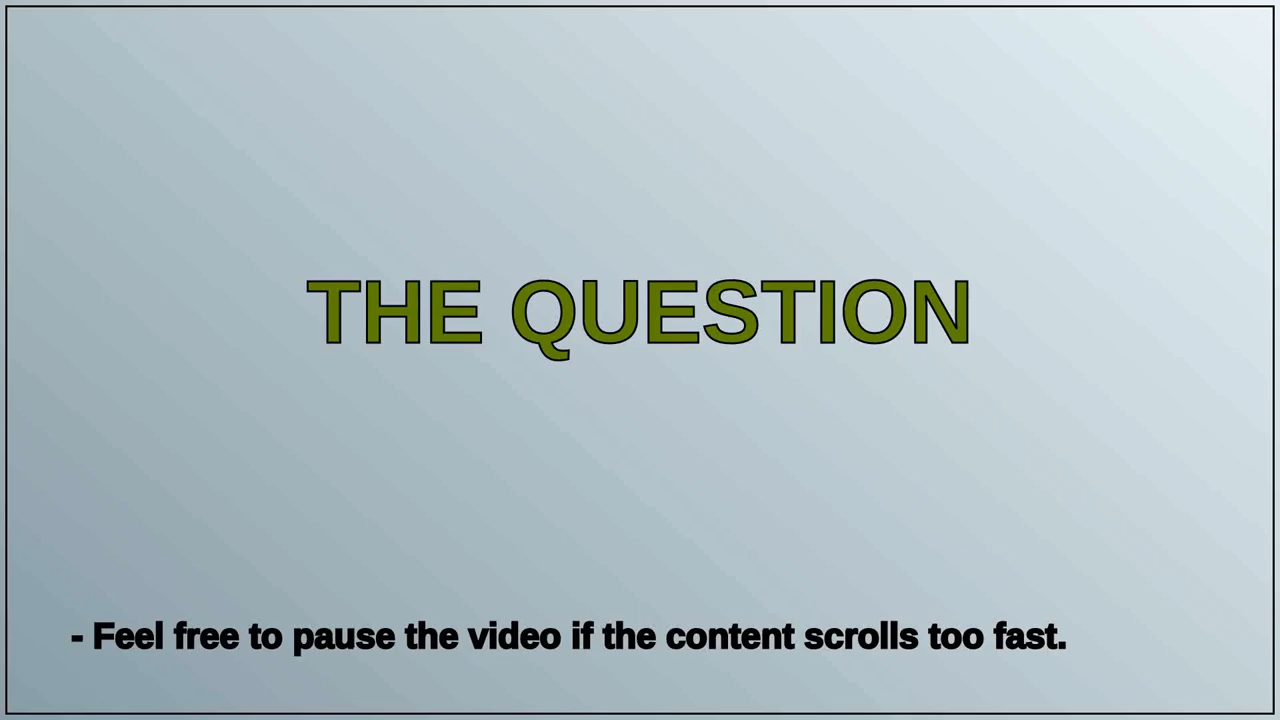 THE QUESTION
- Feel free to pause the video if the content scrolls too fast.